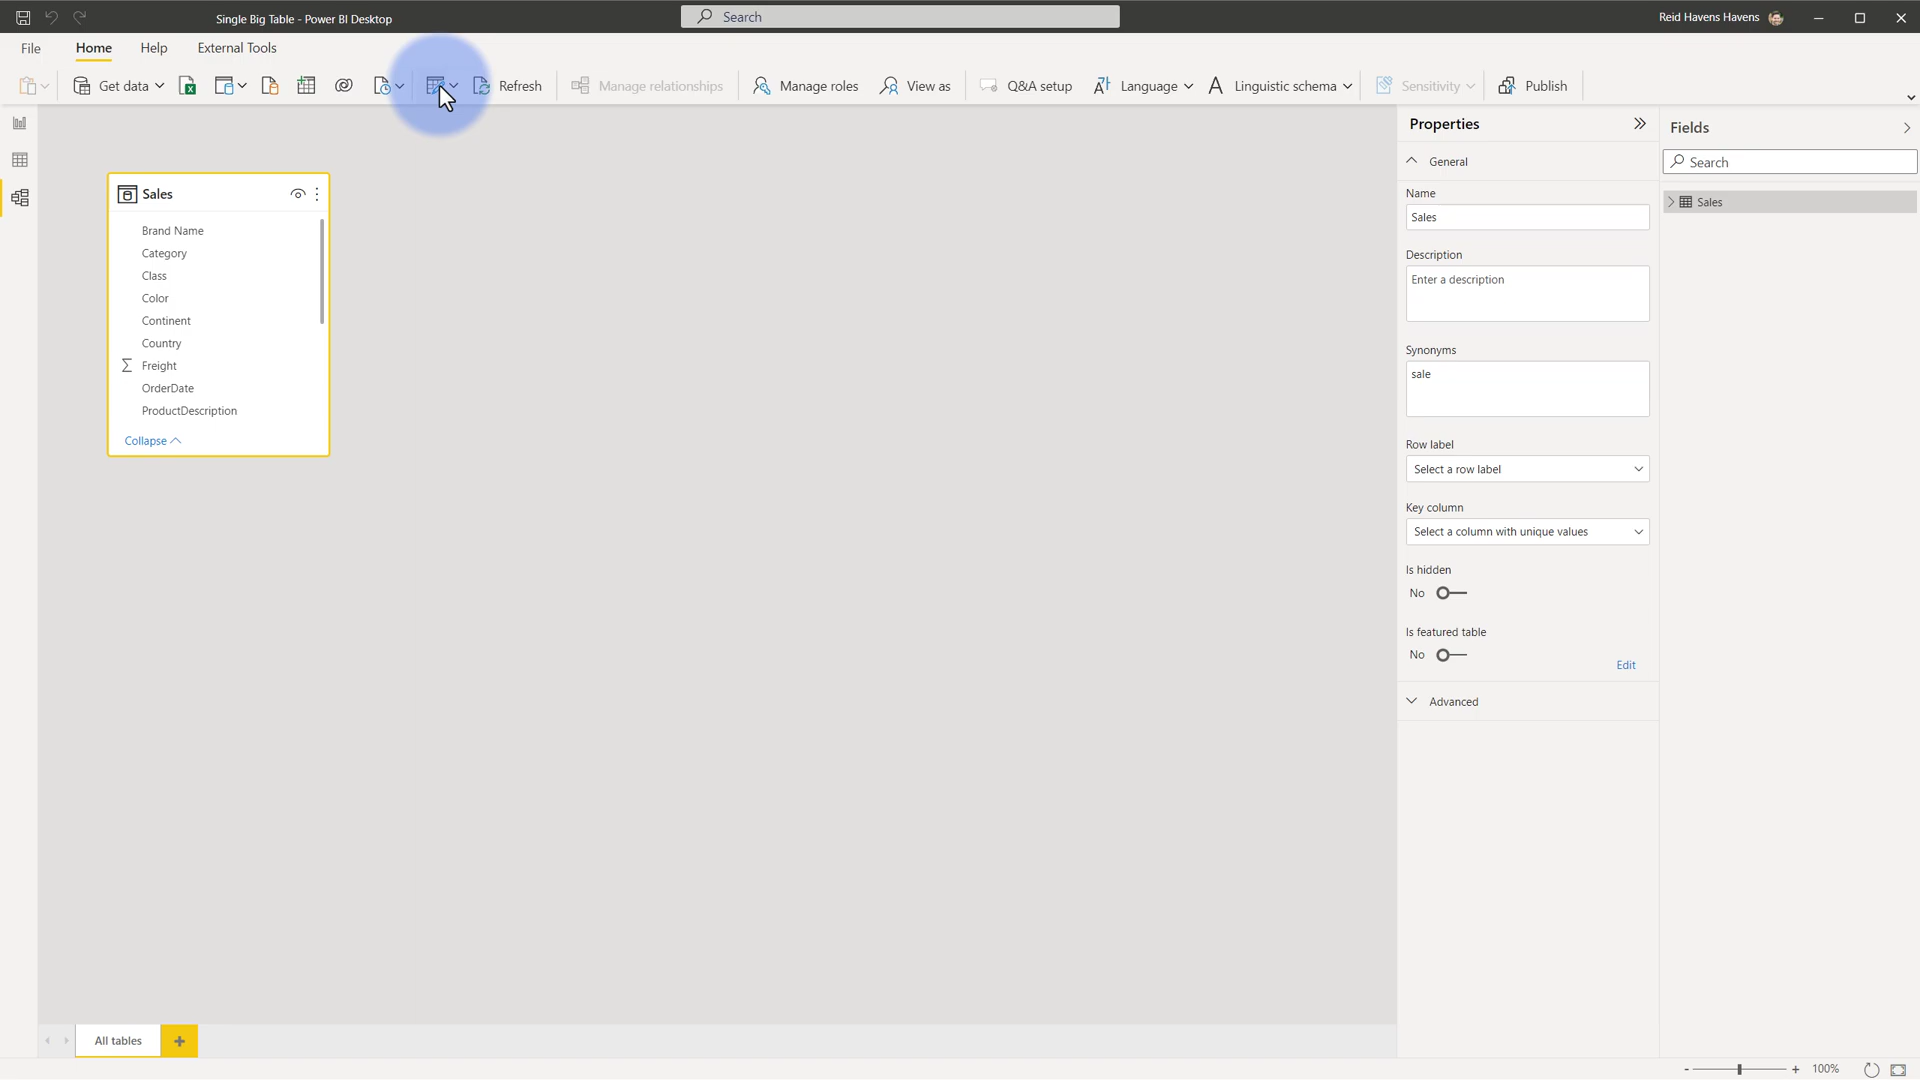 Single Big Table - Power BI Desktop
Search
Reid Havens Havens
File
Home
Help
External Tools
Get data
Refresh
Manage relationships
Manage roles
View as
Q&A setup
Language
Linguistic schema
Sensitivity
Publish
Sales
Brand Name
Category
Class
Color
Continent
Country
Freight
OrderDate
ProductDescription
Collapse
Properties
General
Name
Sales
Description
Enter a description
Synonyms
sale
Row label
Select a row label
Key column
Select a column with unique values
Is hidden
No
Is featured table
No
Edit
Advanced
Fields
Search
Sales
All tables
100%